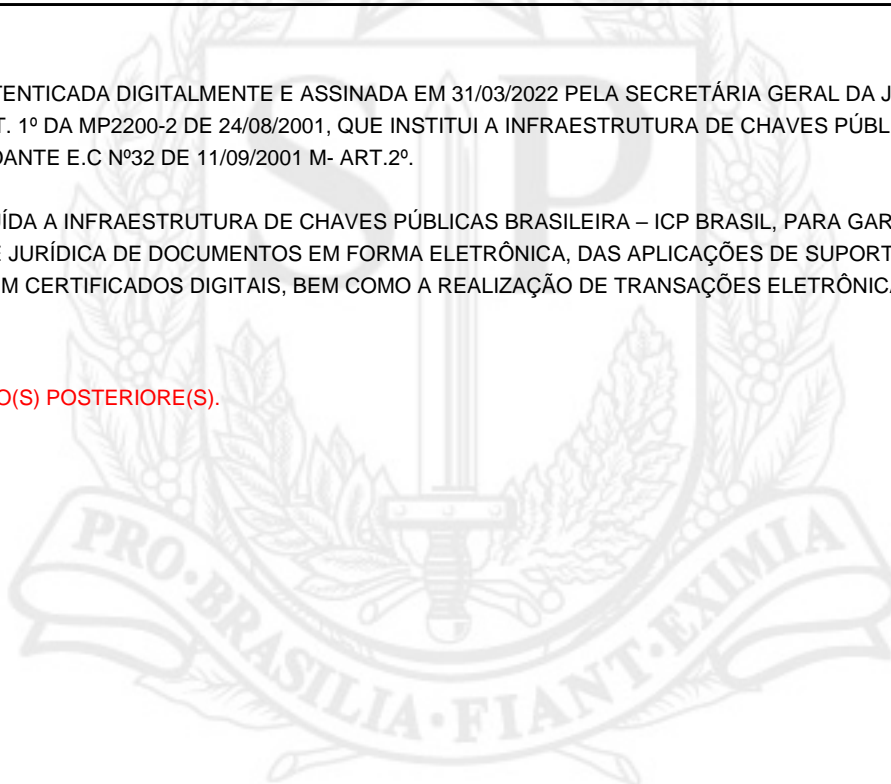 TENTICADA DIGITALMENTE E ASSINADA EM 31/03/2022 PELA SECRETÁRIA GERAL DA J
T. 1º DA MP2200-2 DE 24/08/2001, QUE INSTITUI A INFRAESTRUTURA DE CHAVES PÚBL
DANTE E.C Nº32 DE 11/09/2001 M- ART.2º.
UÍDA A INFRAESTRUTURA DE CHAVES PÚBLICAS BRASILEIRA – ICP BRASIL, PARA GAR
E JURÍDICA DE DOCUMENTOS EM FORMA ELETRÔNICA, DAS APLICAÇÕES DE SUPORT
M CERTIFICADOS DIGITAIS, BEM COMO A REALIZAÇÃO DE TRANSAÇÕES ELETRÔNICA
O(S) POSTERIORE(S).
SP
PRO·BRASILIA·FIANT·EXIMIA